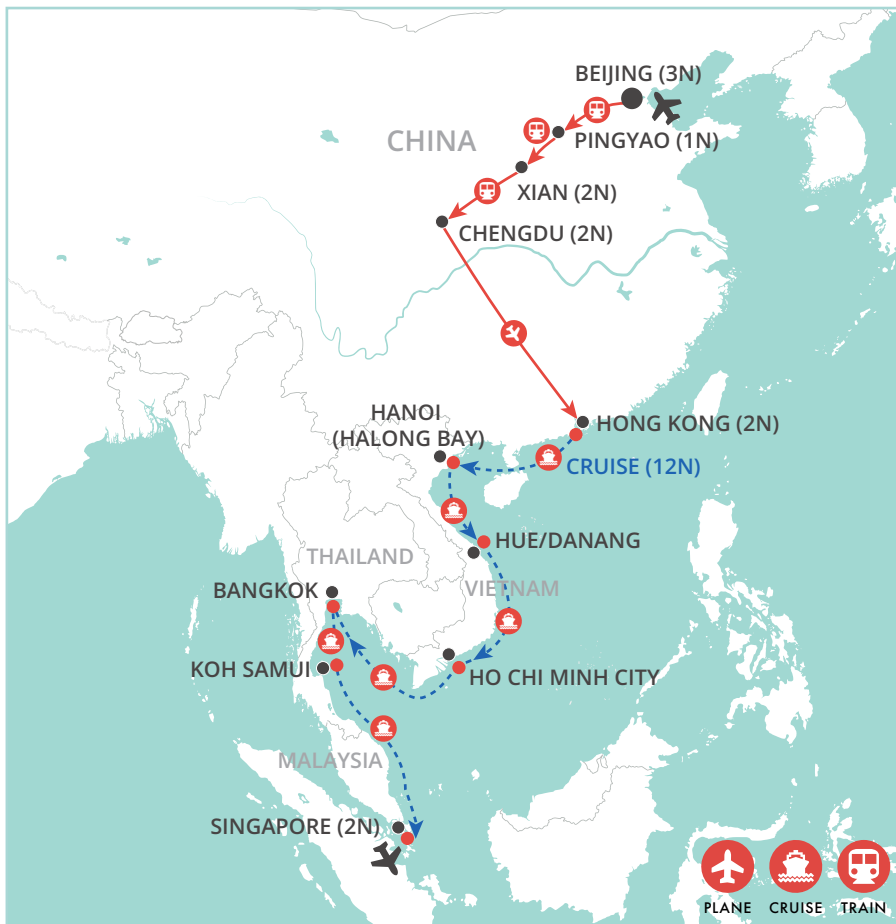 BEIJING (3N)
CHINA
PINGYAO (1N)
XIAN (2N)
CHENGDU (2N)
HANOI
(HALONG BAY)
HONG KONG (2N)
CRUISE (12N)
HUE/DANANG
THAILAND
VIETNAM
BANGKOK
KOH SAMUI
HO CHI MINH CITY
MALAYSIA
SINGAPORE (2N)
PLANE CRUISE TRAIN